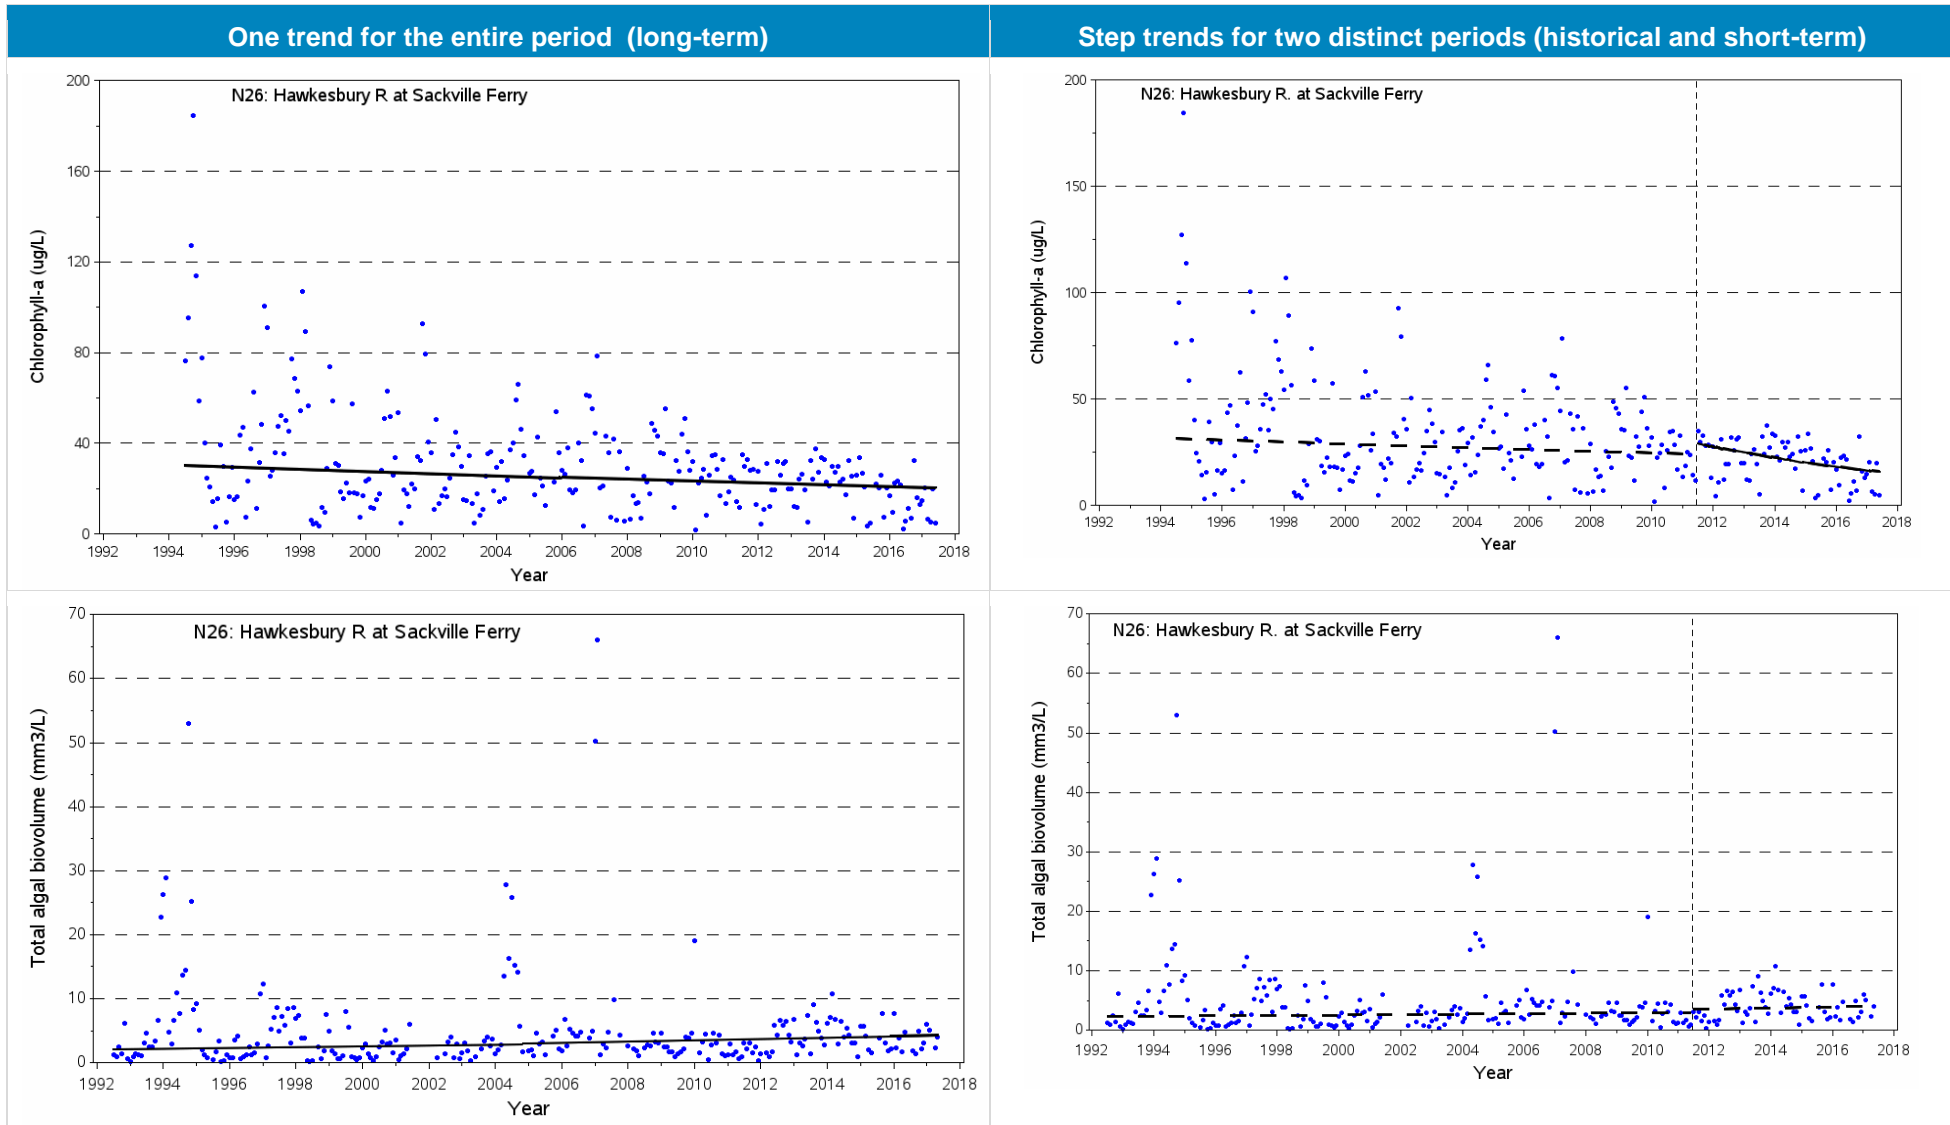 One trend for the entire period (long-term)
Step trends for two distinct periods (historical and short-term)
N26: Hawkesbury R at Sackville Ferry
Chlorophyll-a (ug/L)
200
160
120
80
40
0
1992 1994 1996 1998 2000 2002 2004 2006 2008 2010 2012 2014 2016 2018
Year
N26: Hawkesbury R. at Sackville Ferry
Chlorophyll-a (ug/L)
200
150
100
50
0
1992 1994 1996 1998 2000 2002 2004 2006 2008 2010 2012 2014 2016 2018
Year
N26: Hawkesbury R at Sackville Ferry
Total algal biovolume (mm3/L)
70
60
50
40
30
20
10
0
1992 1994 1996 1998 2000 2002 2004 2006 2008 2010 2012 2014 2016 2018
Year
N26: Hawkesbury R. at Sackville Ferry
Total algal biovolume (mm3/L)
70
60
50
40
30
20
10
0
1992 1994 1996 1998 2000 2002 2004 2006 2008 2010 2012 2014 2016 2018
Year